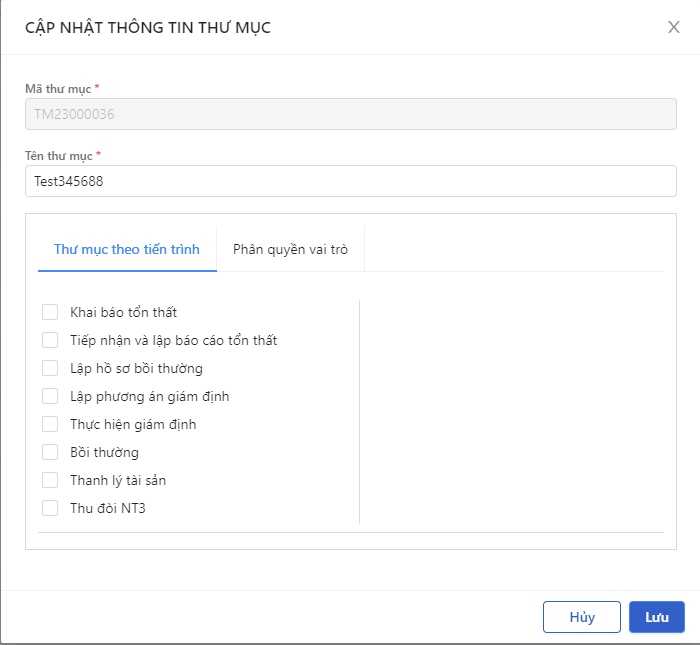 CẬP NHẬT THÔNG TIN THƯ MỤC
Mã thư mục *
TM23000036
Tên thư mục *
Test345688
Thư mục theo tiến trình
Phân quyền vai trò
Khai báo tổn thất
Tiếp nhận và lập báo cáo tổn thất
Lập hồ sơ bồi thường
Lập phương án giám định
Thực hiện giám định
Bồi thường
Thanh lý tài sản
Thu đòi NT3
Hủy
Lưu